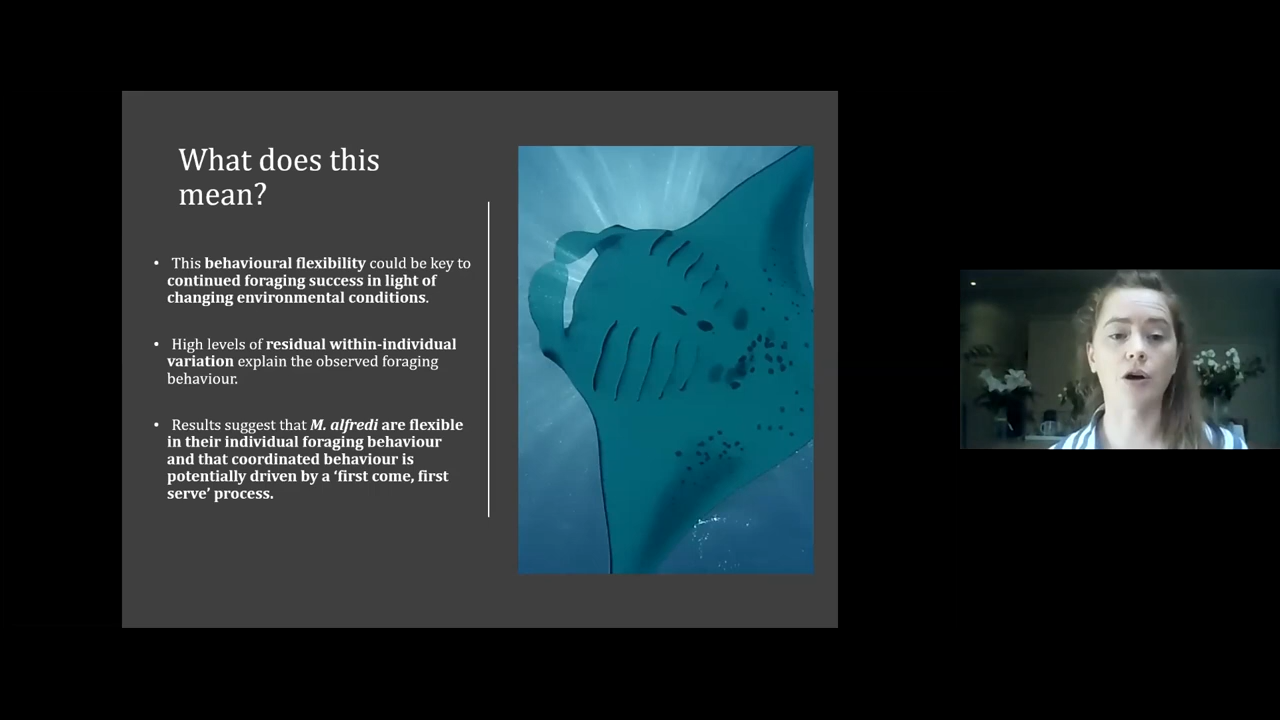 What does this
mean?
• This behavioural flexibility could be key to
continued foraging success in light of
changing environmental conditions.
• High levels of residual within-individual
variation explain the observed foraging
behaviour.
• Results suggest that M. alfredi are flexible
in their individual foraging behaviour
and that coordinated behaviour is
potentially driven by a ‘first come, first
serve’ process.